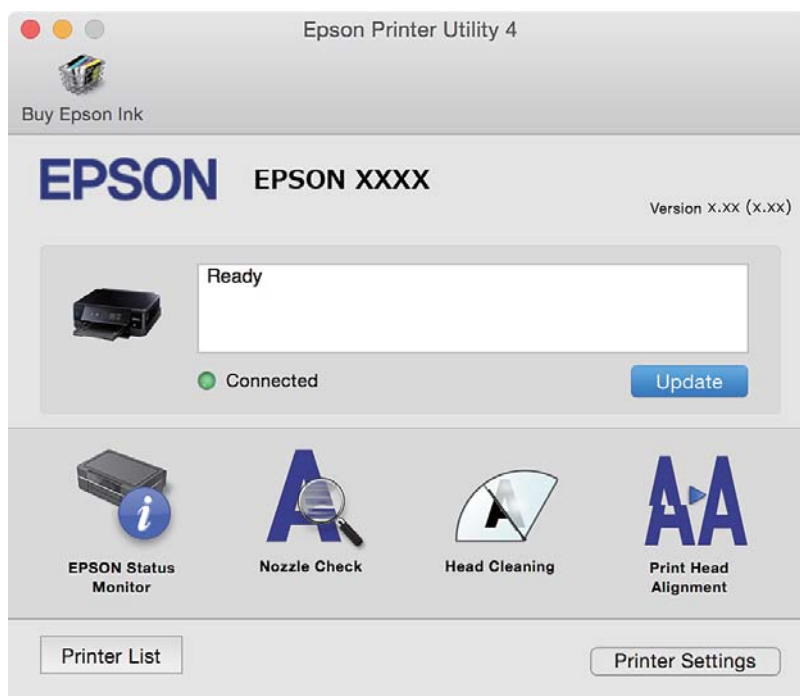 Epson Printer Utility 4
Buy Epson Ink
EPSON
EPSON XXXX
Version x.xx (x.xx)
Ready
Connected
Update
EPSON Status
Monitor
Nozzle Check
Head Cleaning
Print Head
Alignment
Printer List
Printer Settings